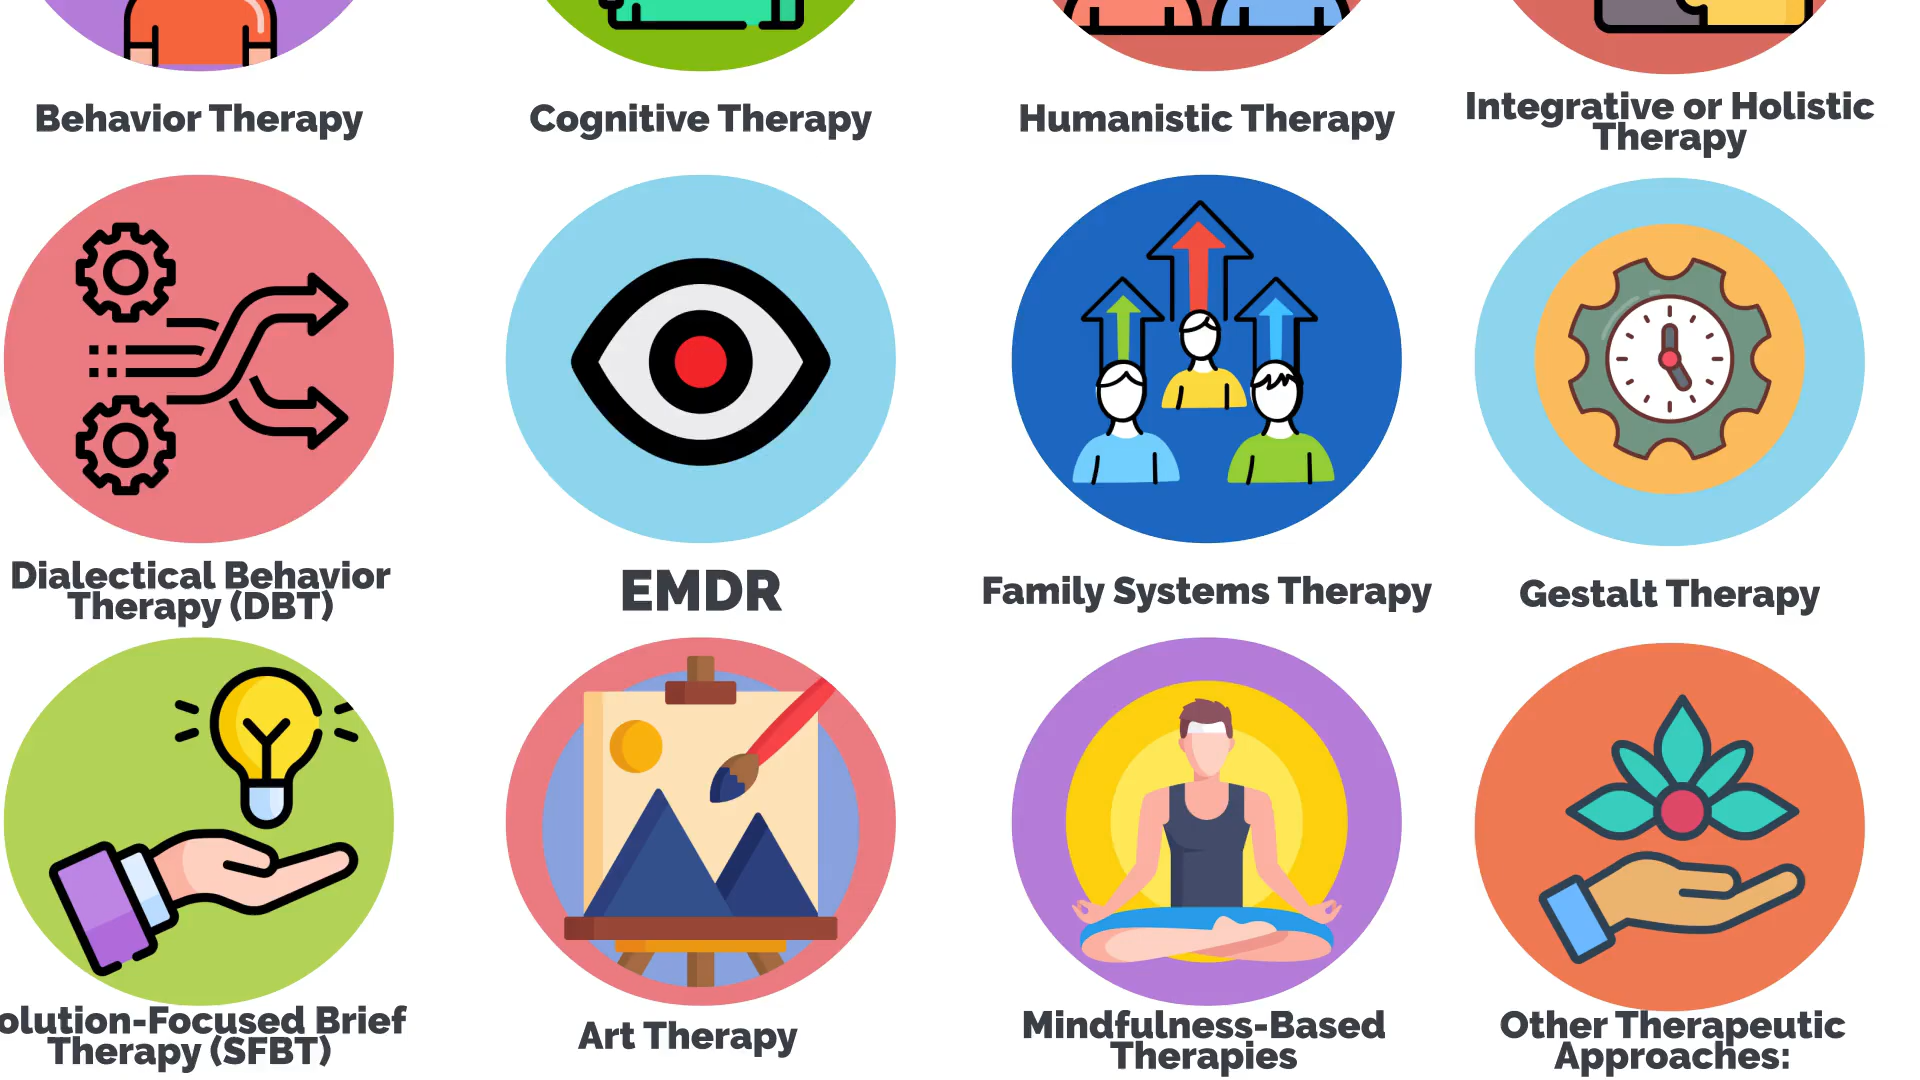 Behavior Therapy
Cognitive Therapy
Humanistic Therapy
Integrative or Holistic
Therapy
Dialectical Behavior
Therapy (DBT)
EMDR
Family Systems Therapy
Gestalt Therapy
olution-Focused Brief
Therapy (SFBT)
Art Therapy
Mindfulness-Based
Therapies
Other Therapeutic
Approaches: